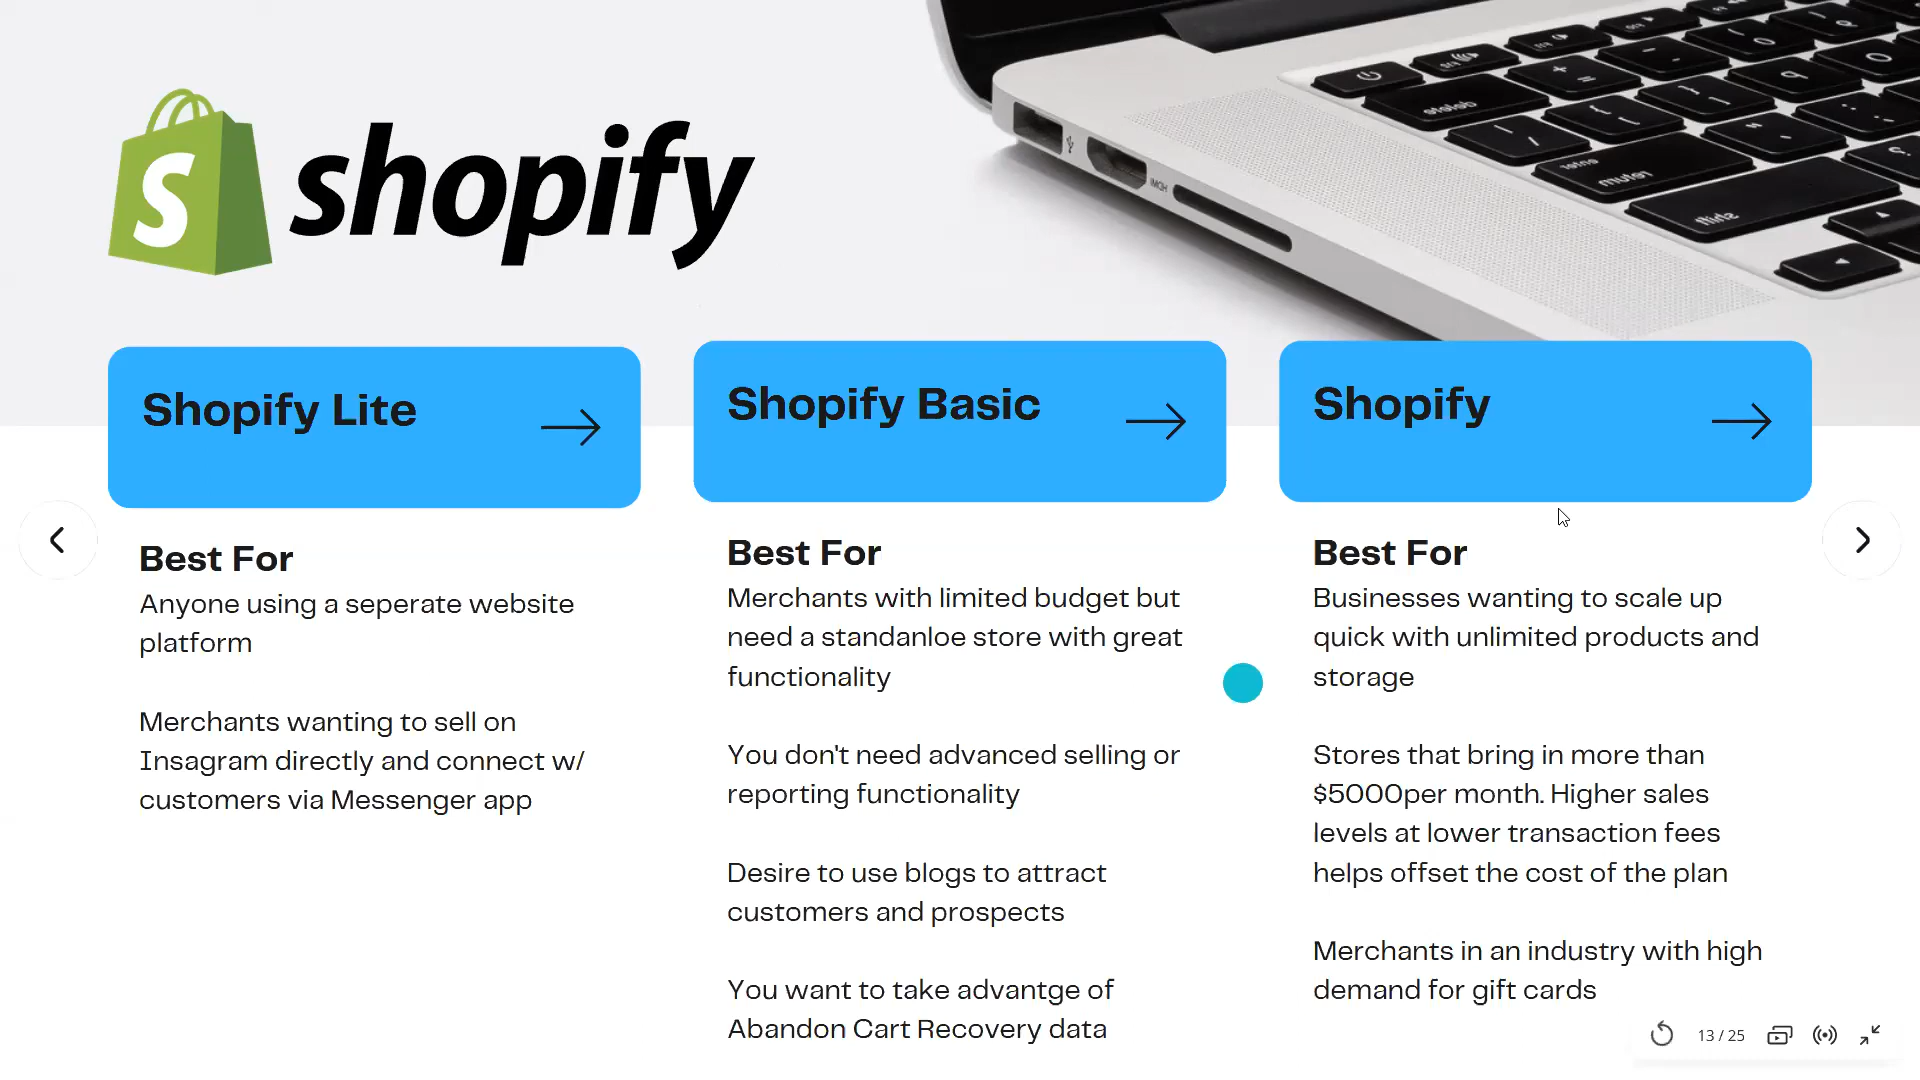 S shopify
Shopify Lite
Best For
Anyone using a seperate website
platform
Merchants wanting to sell on
Insagram directly and connect w/
customers via Messenger app
Shopify Basic
Best For
Merchants with limited budget but
need a standanloe store with great
functionality
You don't need advanced selling or
reporting functionality
Desire to use blogs to attract
customers and prospects
You want to take advantge of
Abandon Cart Recovery data
Shopify
Best For
Businesses wanting to scale up
quick with unlimited products and
storage
Stores that bring in more than
$5000per month. Higher sales
levels at lower transaction fees
helps offset the cost of the plan
Merchants in an industry with high
demand for gift cards
13 / 25